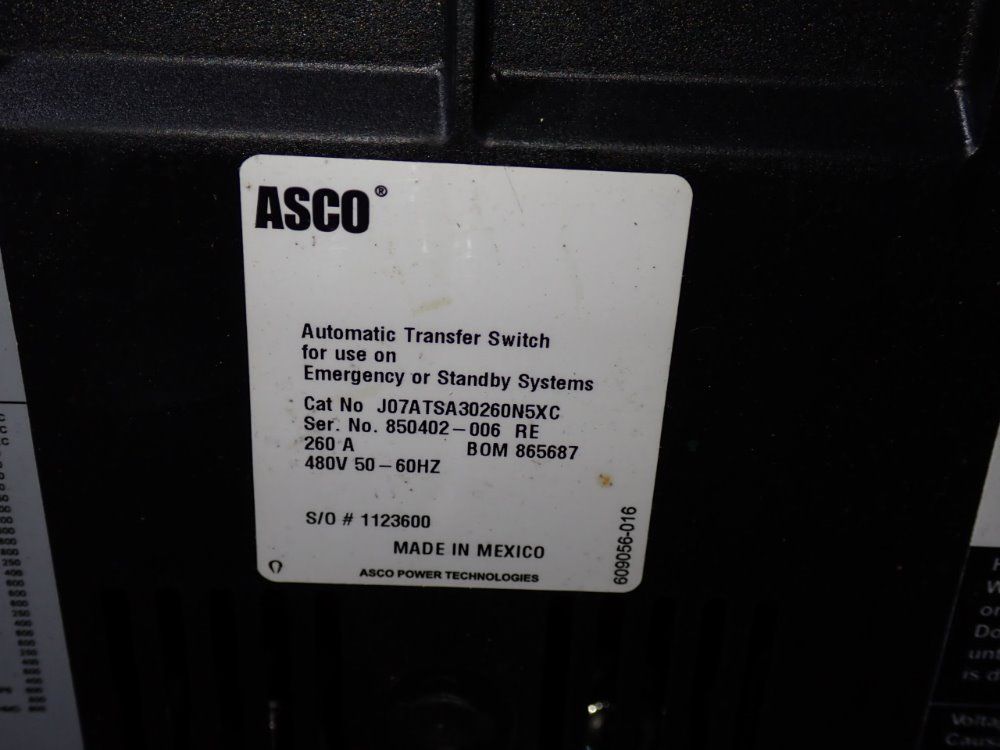 ASCO®
Automatic Transfer Switch
for use on
Emergency or Standby Systems
Cat No J07ATSA30260N5XC
Ser. No. 850402-006 RE
260 A BOM 865687
480V 50-60HZ
S/O # 1123600
MADE IN MEXICO
ASCO POWER TECHNOLOGIES
609056-016